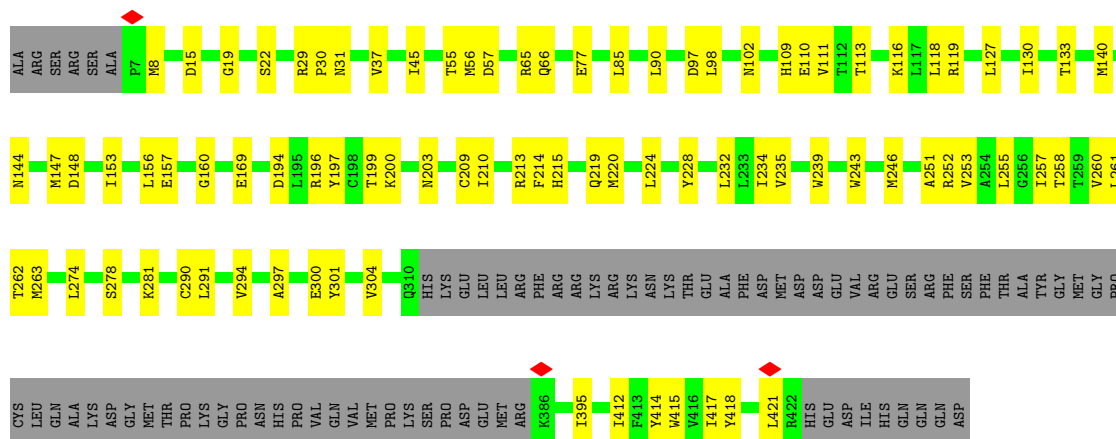 ALA ARG SER ARG SER ALA P7 M8 D15 G19 S22 R29 P30 N31 V37 I45 T55 M56 D57 R65 Q66 E77 L85 L90 D97 L98 N102 H109 E110 V111 T112 T113 K116 L117 L118 R119 L127 I130 T133 M140
N144 M147 D148 I153 L156 E157 G160 E169 D194 L195 R196 Y197 C198 T199 K200 N203 C209 I210 R213 F214 H215 Q219 M220 L224 Y228 L232 L233 I234 V235 W239 W243 M246 A251 R252 V253 A254 L255 G256 I257 T258 T259 V260 L261
T262 M263 L274 S278 K281 C290 L291 V294 A297 E300 Y301 V304 Q310 HIS LYS GLU LEU LEU ARG PHE ARG ARG LYS ARG LYS ASN LYS THR GLU ALA PHE ASP MET ASP ASP GLU VAL ARG GLU SER ARG PHE SER PHE THR ALA TYR GLY MET GLY PRO
CYS LEU GLN ALA LYS ASP GLY MET THR PRO LYS GLY PRO ASN HIS PRO VAL GLN VAL MET PRO LYS SER PRO ASP GLU MET ARG K386 I395 I412 F413 Y414 W415 V416 I417 Y418 L421 R422 HIS GLU ASP ILE HIS GLN GLN GLN ASP